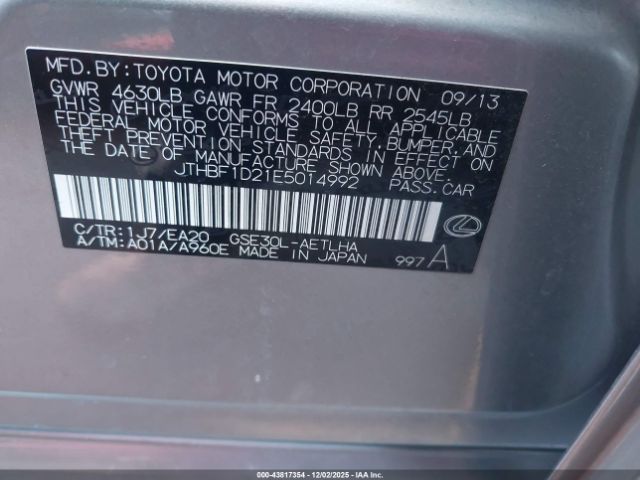 MFD.BY: TOYOTA MOTOR CORPORATION 09/13
GVWR 4630LB GAWR FR 2400LB RR 2545LB
THIS VEHICLE CONFORMS TO ALL APPLICABLE
FEDERAL MOTOR VEHICLE SAFETY, BUMPER, AND
THEFT PREVENTION STANDARDS IN EFFECT ON
THE DATE OF MANUFACTURE SHOWN ABOVE.
JTHBF1D21E5014992 PASS.CAR
C/TR: 1J7/EA20 GSE30L-AETLHA
A/TM: A01A/A960E MADE IN JAPAN 997 A
000-43817354 | 12/02/2025 - IAA Inc.